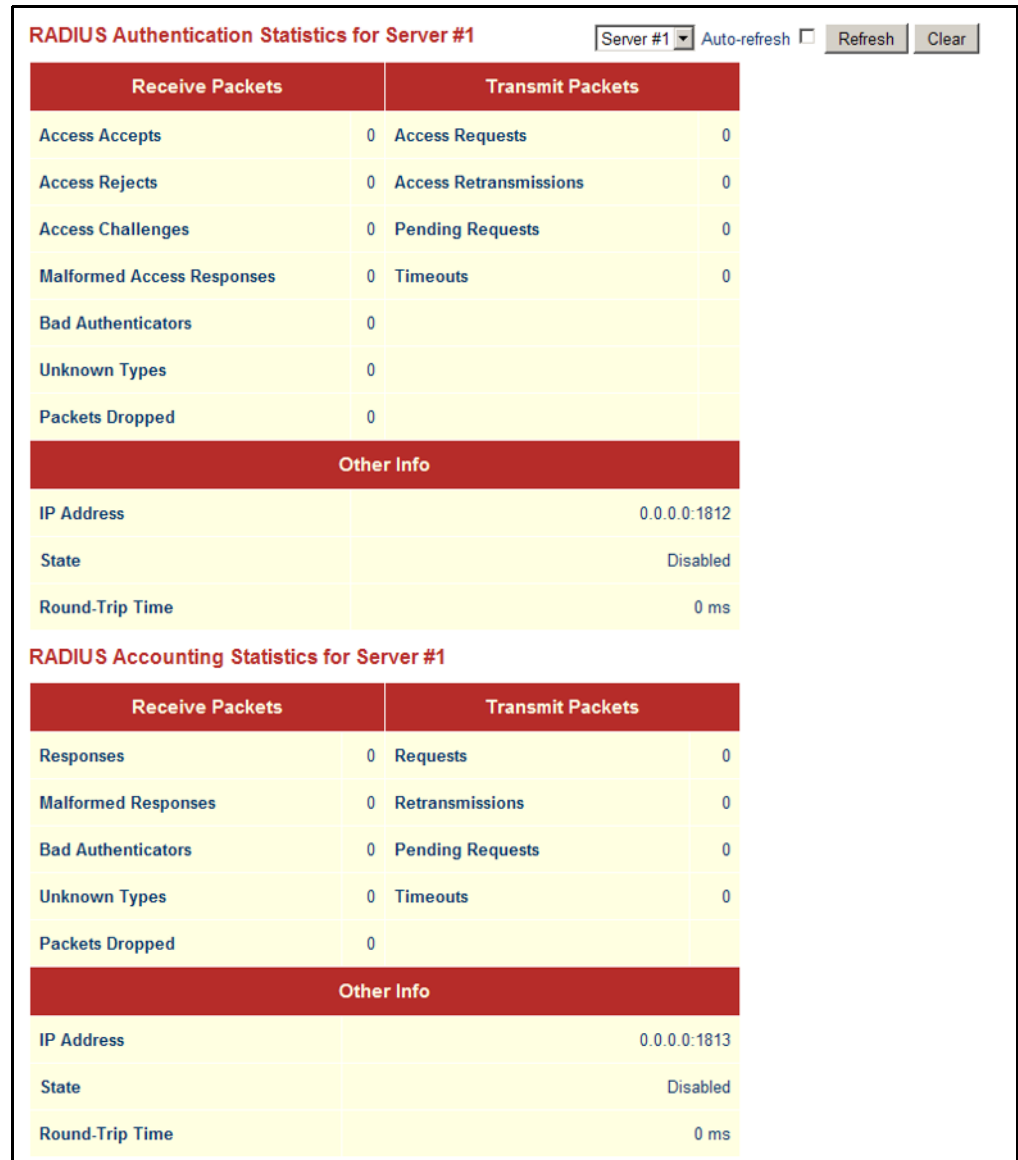 RADIUS Authentication Statistics for Server #1 Server #1 Auto-refresh Refresh Clear
Receive Packets Transmit Packets
Access Accepts 0 Access Requests 0
Access Rejects 0 Access Retransmissions 0
Access Challenges 0 Pending Requests 0
Malformed Access Responses 0 Timeouts 0
Bad Authenticators 0
Unknown Types 0
Packets Dropped 0
Other Info
IP Address 0.0.0.0:1812
State Disabled
Round-Trip Time 0 ms
RADIUS Accounting Statistics for Server #1
Receive Packets Transmit Packets
Responses 0 Requests 0
Malformed Responses 0 Retransmissions 0
Bad Authenticators 0 Pending Requests 0
Unknown Types 0 Timeouts 0
Packets Dropped 0
Other Info
IP Address 0.0.0.0:1813
State Disabled
Round-Trip Time 0 ms